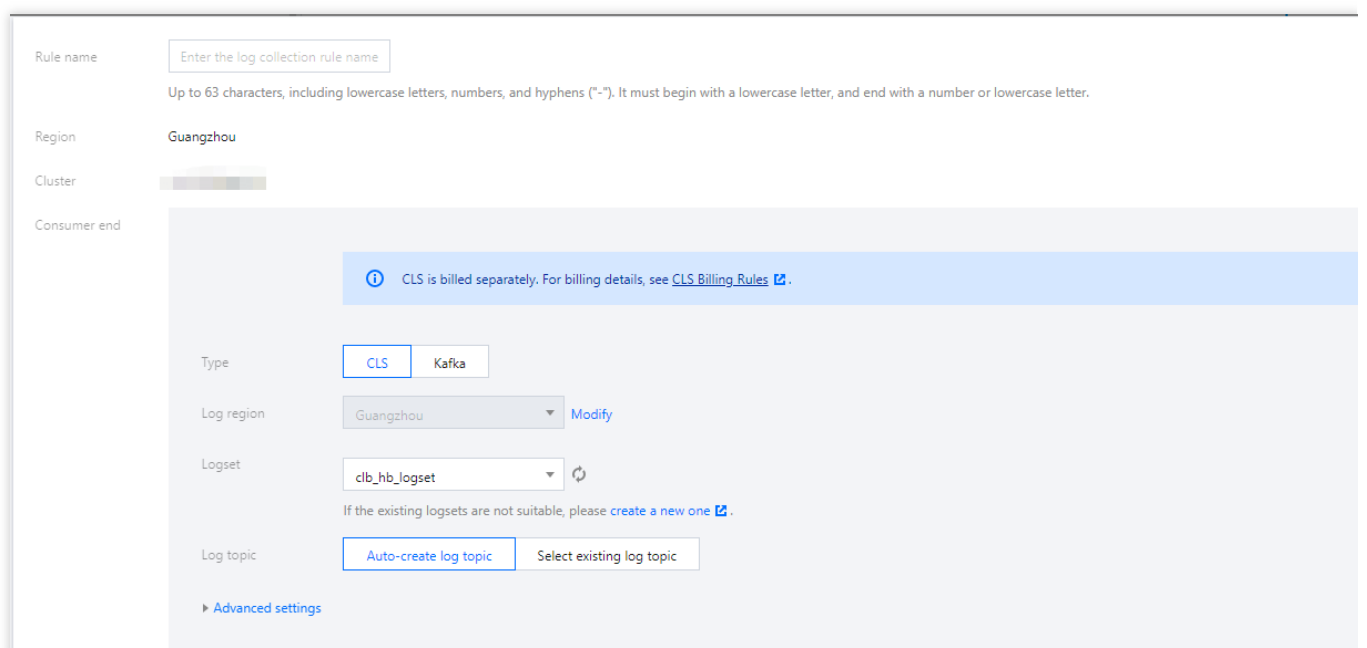 Rule name
Enter the log collection rule name
Up to 63 characters, including lowercase letters, numbers, and hyphens ("-"). It must begin with a lowercase letter, and end with a number or lowercase letter.
Region Guangzhou
Cluster
Consumer end
CLS is billed separately. For billing details, see CLS Billing Rules .
Type CLS Kafka
Log region Guangzhou Modify
Logset clb_hb_logset
If the existing logsets are not suitable, please create a new one .
Log topic Auto-create log topic Select existing log topic
Advanced settings